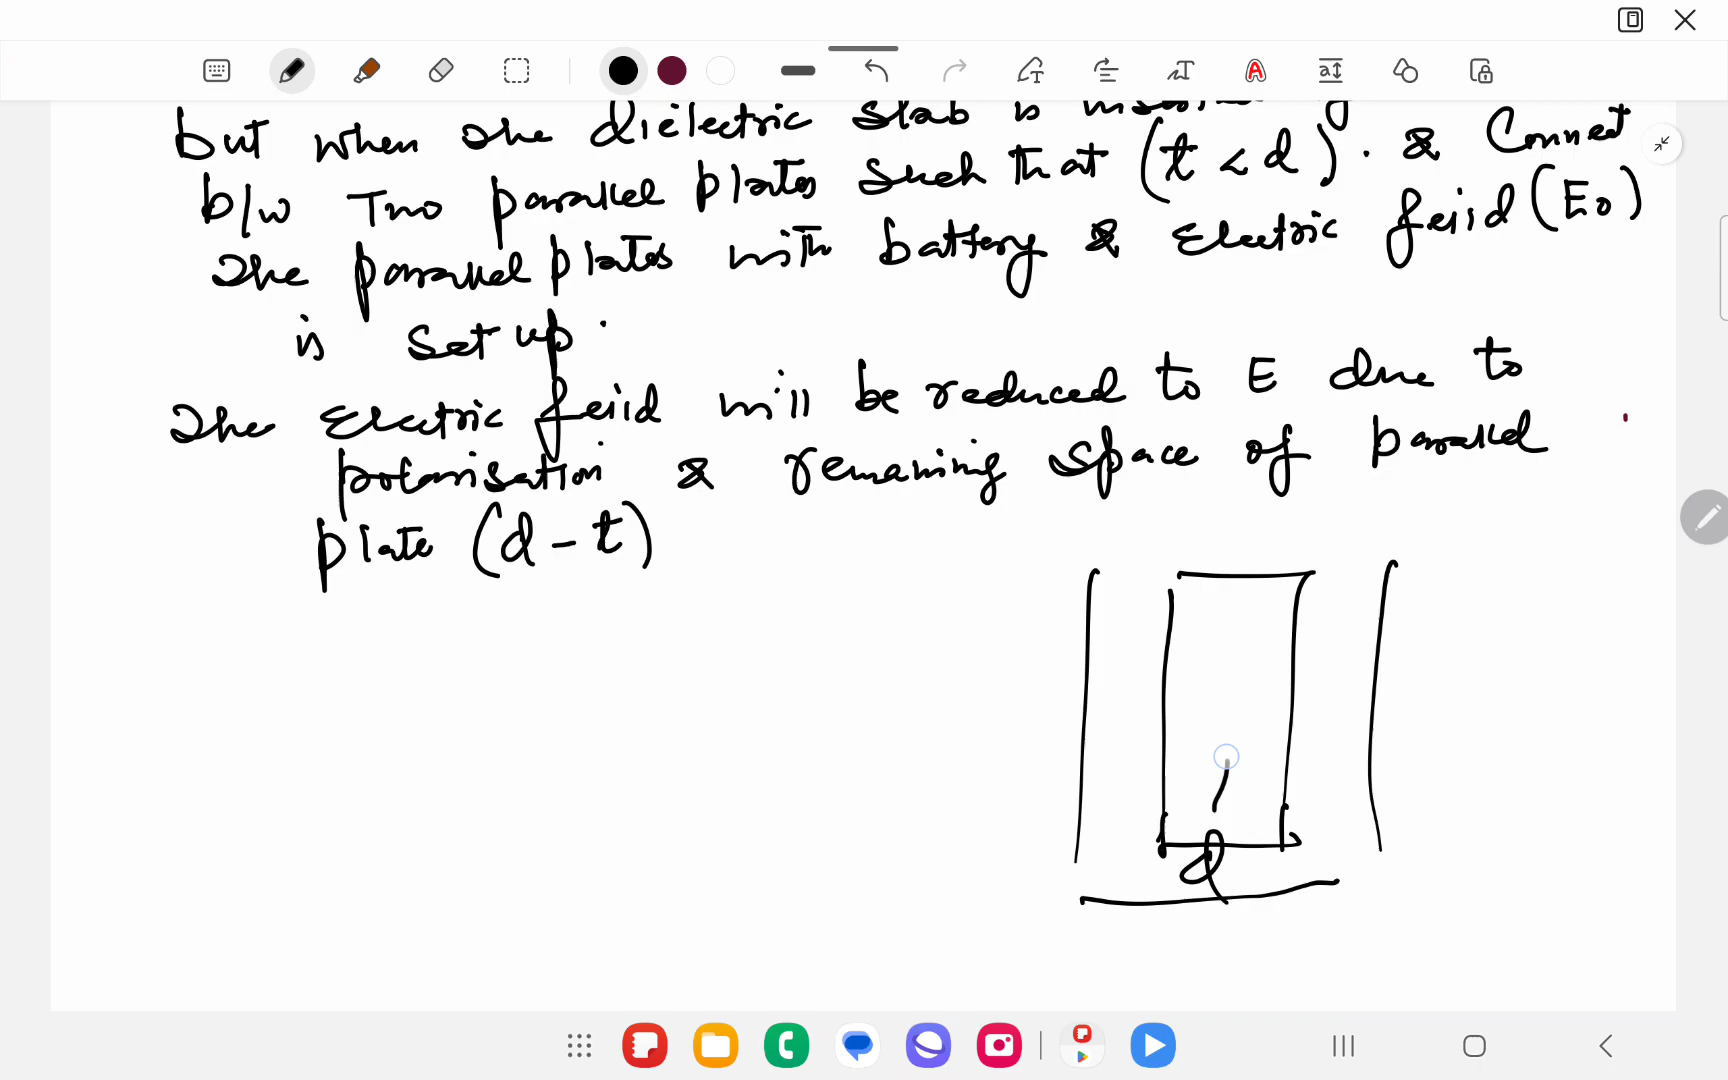 but when the dielectric slab is
b/w Two parallel plates such that (t < d). & Connect
The parallel plates with battery & Electric feild (E0)
is set up.
The Electric feild will be reduced to E due to
polarisation & remaning space of parallel
plate (d - t)
d